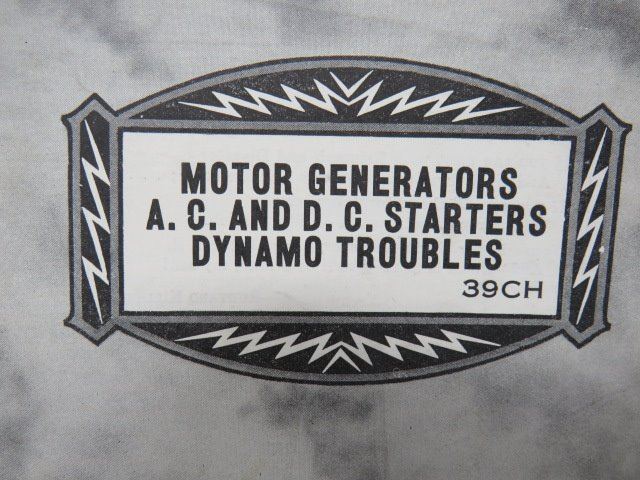 MOTOR GENERATORS
A. C. AND D. C. STARTERS
DYNAMO TROUBLES
39CH